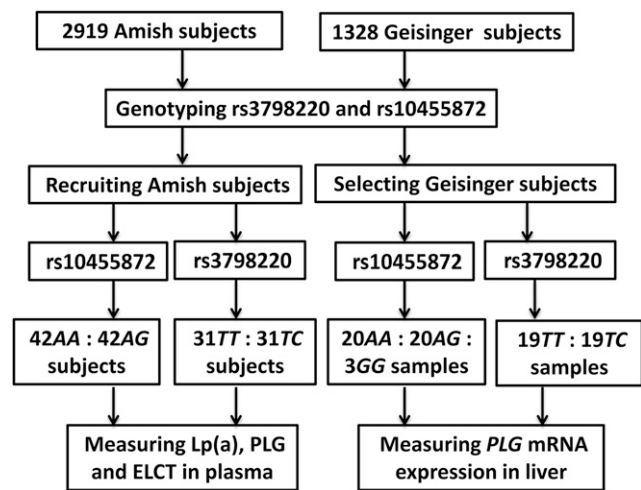 2919 Amish subjects
1328 Geisinger subjects
Genotyping rs3798220 and rs10455872
Recruiting Amish subjects
Selecting Geisinger subjects
rs10455872
rs3798220
rs10455872
rs3798220
42AA : 42AG
subjects
31TT : 31TC
subjects
20AA : 20AG :
3GG samples
19TT : 19TC
samples
Measuring Lp(a), PLG
and ELCT in plasma
Measuring PLG mRNA
expression in liver